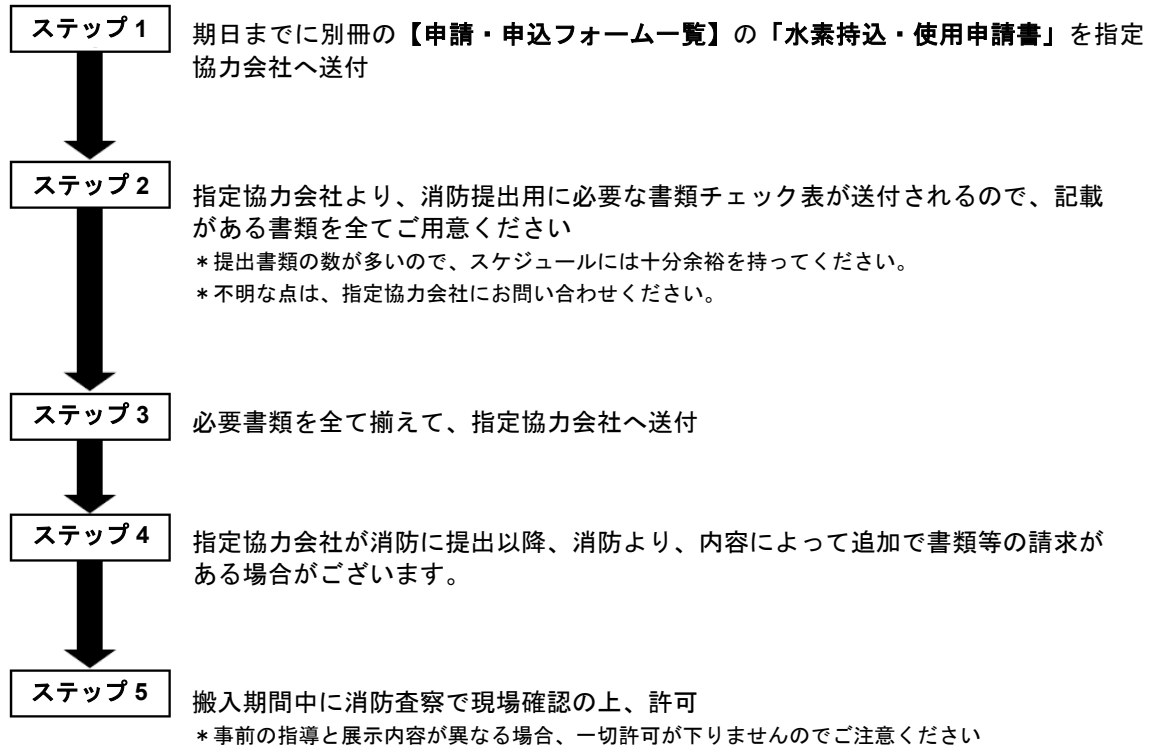 ステップ 1
期日までに別冊の【申請・申込フォーム一覧】の「水素持込・使用申請書」を指定
協力会社へ送付
ステップ 2
指定協力会社より、消防提出用に必要な書類チェック表が送付されるので、記載
がある書類を全てご用意ください
＊提出書類の数が多いので、スケジュールには十分余裕を持ってください。
＊不明な点は、指定協力会社にお問い合わせください。
ステップ 3
必要書類を全て揃えて、指定協力会社へ送付
ステップ 4
指定協力会社が消防に提出以降、消防より、内容によって追加で書類等の請求が
ある場合がございます。
ステップ 5
搬入期間中に消防査察で現場確認の上、許可
＊事前の指導と展示内容が異なる場合、一切許可が下りませんのでご注意ください